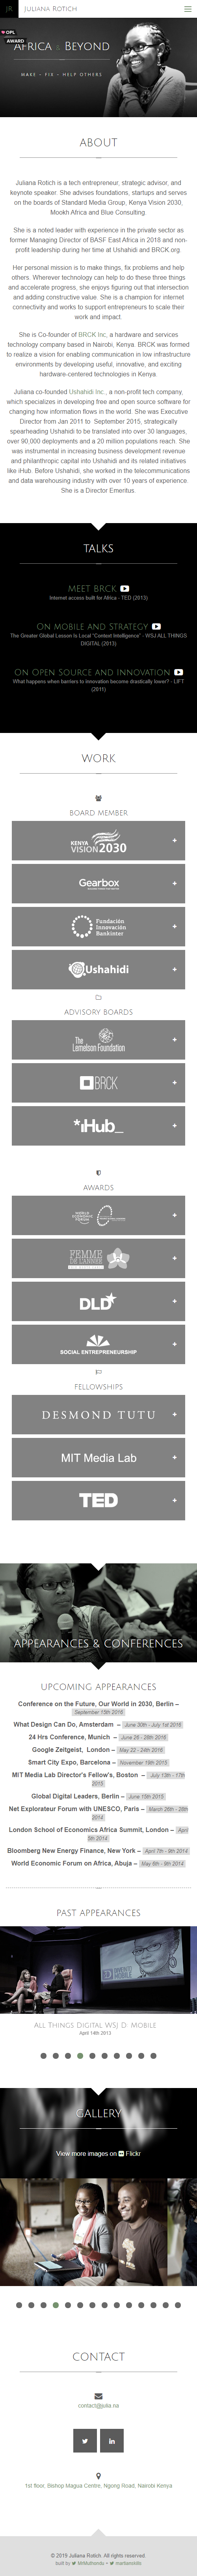 JR
Juliana Rotich
OPL
AWARD
Africa & Beyond
MAKE - FIX - HELP OTHERS
ABOUT
Juliana Rotich is a tech entrepreneur, strategic advisor, and
keynote speaker. She advises foundations, startups and serves
on the boards of Standard Media Group, Kenya Vision 2030,
Mookh Africa and Blue Consulting.
She is a noted leader with experience in the private sector as
former Managing Director of BASF East Africa in 2018 and non-
profit leadership during her time at Ushahidi and BRCK.org
Her personal mission is to make things, fix problems and help
others. Wherever technology can help to do these three things
and accelerate progress, she enjoys figuring out that intersection
and adding constructive value. She is a champion for internet
connectivity and works to support entrepreneurs to scale their
work and impact.
She is Co-founder of BRCK Inc, a hardware and services
technology company based in Nairobi, Kenya. BRCK was formed
to realize a vision for enabling communication in low infrastructure
environments by developing useful, innovative, and exciting
hardware-centered technologies in Kenya.
Juliana co-founded Ushahidi Inc., a non-profit tech company,
which specializes in developing free and open source software for
changing how information flows in the world. She was Executive
Director from Jan 2011 to September 2015, strategically
spearheading Ushahidi to be translated into over 30 languages,
over 90,000 deployments and a 20 million people reach. She
was instrumental in increasing business development revenue
and philanthropic capital into Ushahidi and its related initiatives
like iHub. Before Ushahidi, she worked in the telecommunications
and data warehousing industry with over 10 years of experience.
She is a Director Emeritus.
TALKS
Meet BRCK
Internet access built for Africa - TED (2013)
On mobile and Strategy
The Greater Global Lesson Is Local "Context Intelligence" - WSJ ALL THINGS
DIGITAL (2013)
On Open Source and Innovation
What happens when barriers to innovation become drastically lower? - LIFT
(2011)
WORK
BOARD MEMBER
KENYA
VISION 2030
Gearbox
Fundación
Innovación
Bankinter
Ushahidi
ADVISORY BOARDS
The
Lemelson Foundation
BRCK
*iHub_
AWARDS
DLD
SOCIAL ENTREPRENEURSHIP
FELLOWSHIPS
DESMOND TUTU
MIT Media Lab
TED
APPEARANCES & CONFERENCES
UPCOMING APPEARANCES
Conference on the Future, Our World in 2030, Berlin –
September 15th 2016
What Design Can Do, Amsterdam – June 30th - July 1st 2016
24 Hrs Conference, Munich – June 26 - 28th 2016
Google Zeitgeist, London – May 22 - 24th 2016
Smart City Expo, Barcelona – November 19th 2015
MIT Media Lab Director's Fellow's, Boston – July 13th - 17th
2015
Global Digital Leaders, Berlin – June 15th 2015
Net Explorateur Forum with UNESCO, Paris – March 26th - 28th
2014
London School of Economics Africa Summit, London – April
5th 2014
Bloomberg New Energy Finance, New York – April 7th - 9th 2014
World Economic Forum on Africa, Abuja – May 6th - 9th 2014
PAST APPEARANCES
All Things Digital WSJ D: Mobile
April 14th 2013
GALLERY
View more images on Flickr
CONTACT
contact@julia.na
1st floor, Bishop Magua Centre, Ngong Road, Nairobi Kenya
© 2019 Juliana Rotich. All rights reserved.